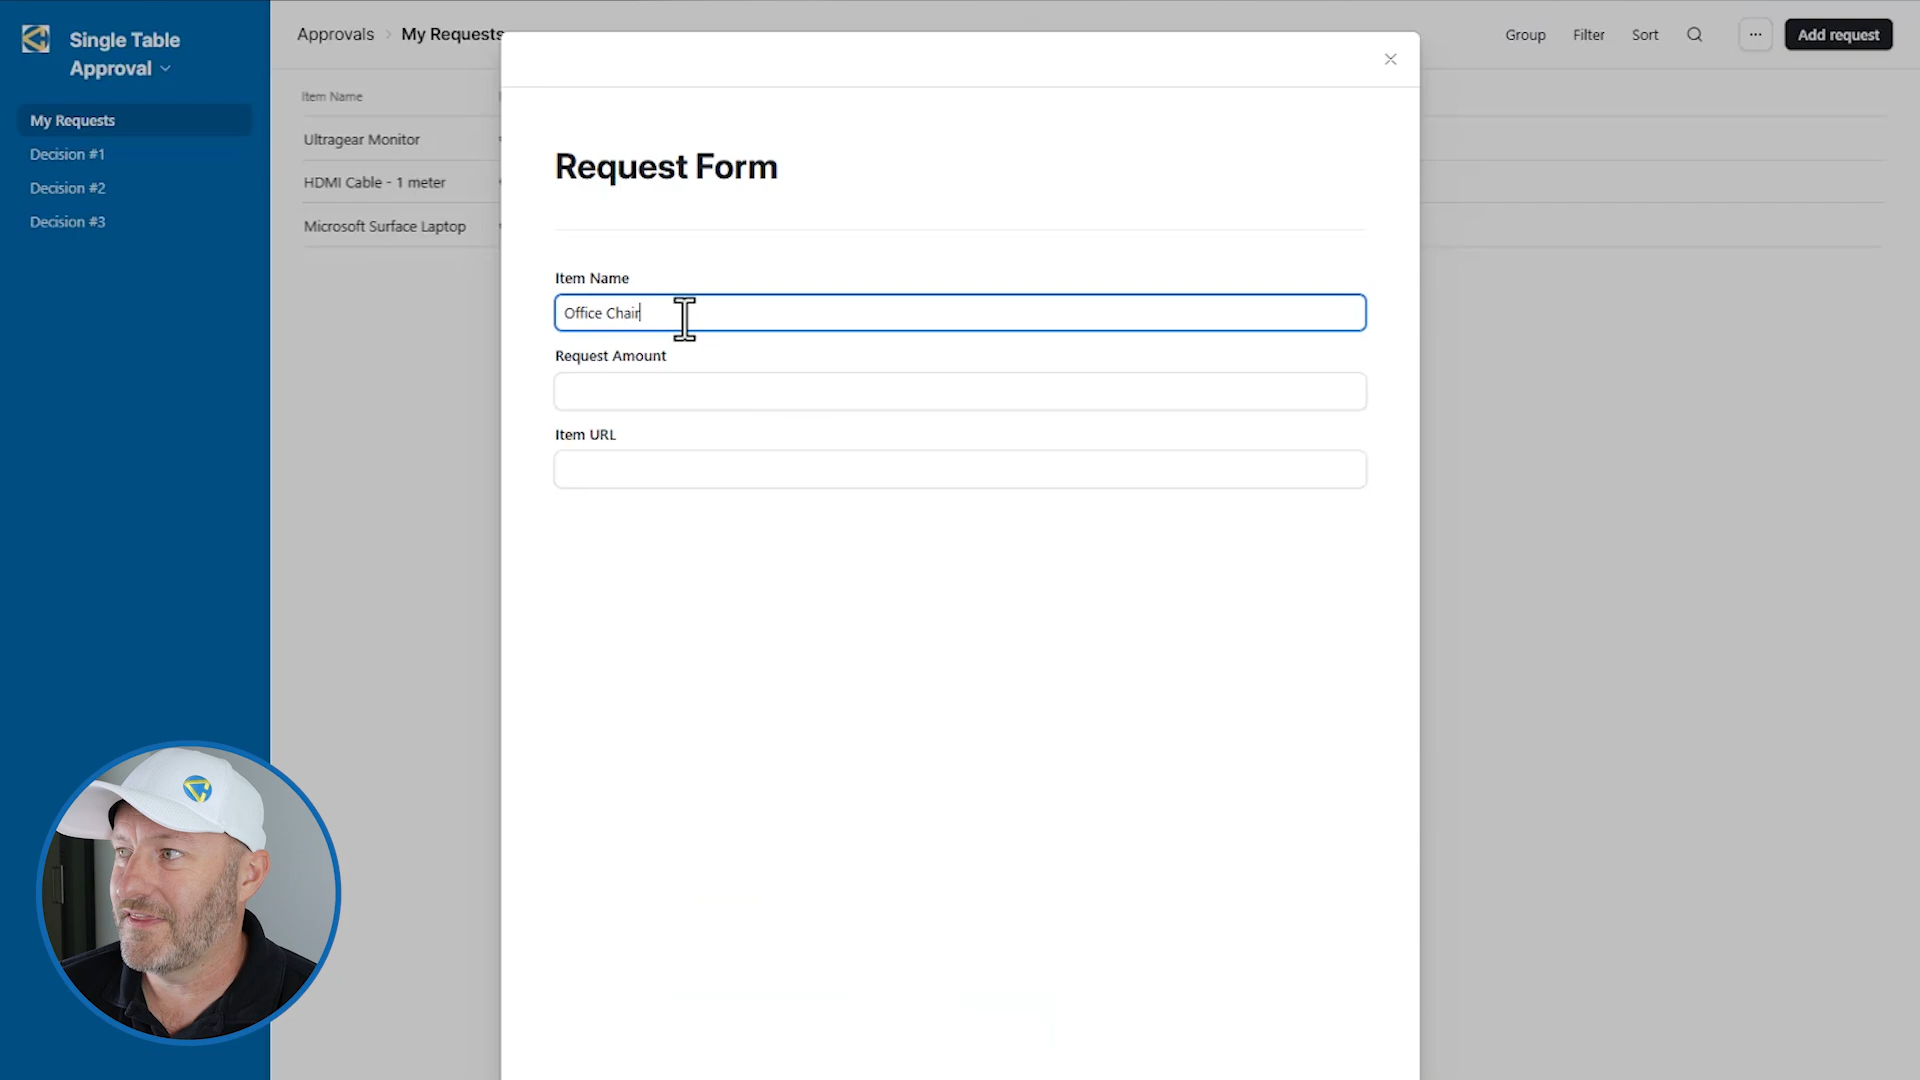 Single Table
Approval
My Requests
Decision #1
Decision #2
Decision #3
Approvals
My Requests
Group
Filter
Sort
Add request
Item Name
Ultragear Monitor
HDMI Cable - 1 meter
Microsoft Surface Laptop
Request Form
Item Name
Office Chair
Request Amount
Item URL